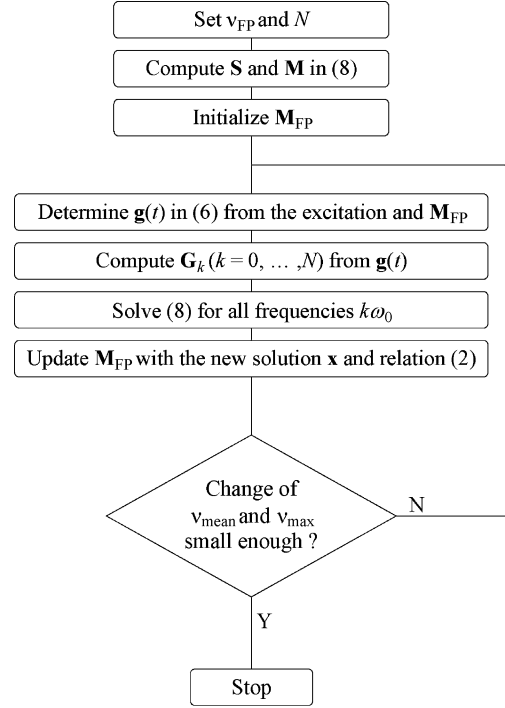 Set νFP and N
Compute S and M in (8)
Initialize MFP
Determine g(t) in (6) from the excitation and MFP
Compute Gk (k = 0, … ,N) from g(t)
Solve (8) for all frequencies kω0
Update MFP with the new solution x and relation (2)
Change of
νmean and νmax
small enough ?
N
Y
Stop